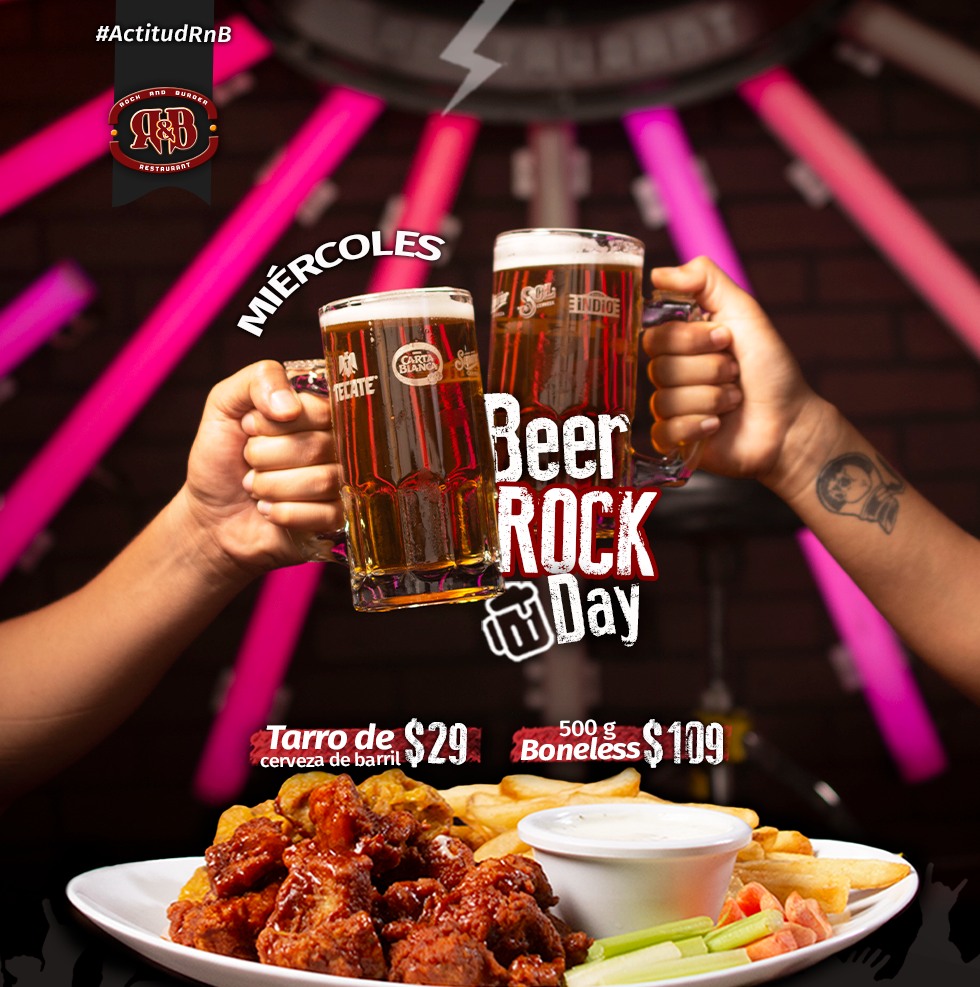 #ActitudRnB
ROCK AND BURGER
R&B
RESTAURANT
MIÉRCOLES
TECATE
CARTA
BLANCA
SOL
INDIO
Beer
ROCK
Day
Tarro de
cerveza de barril
$29
500 g
Boneless
$109